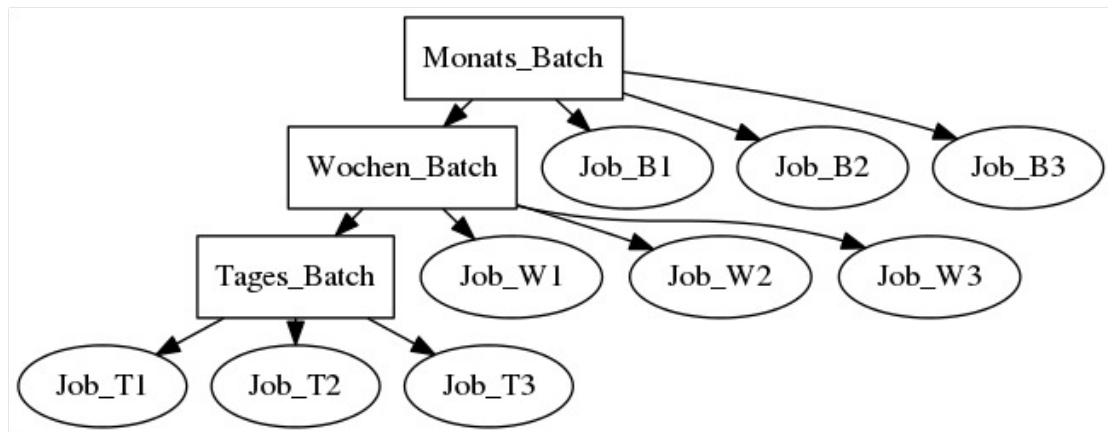 Monats_Batch
Wochen_Batch
Job_B1
Job_B2
Job_B3
Tages_Batch
Job_W1
Job_W2
Job_W3
Job_T1
Job_T2
Job_T3